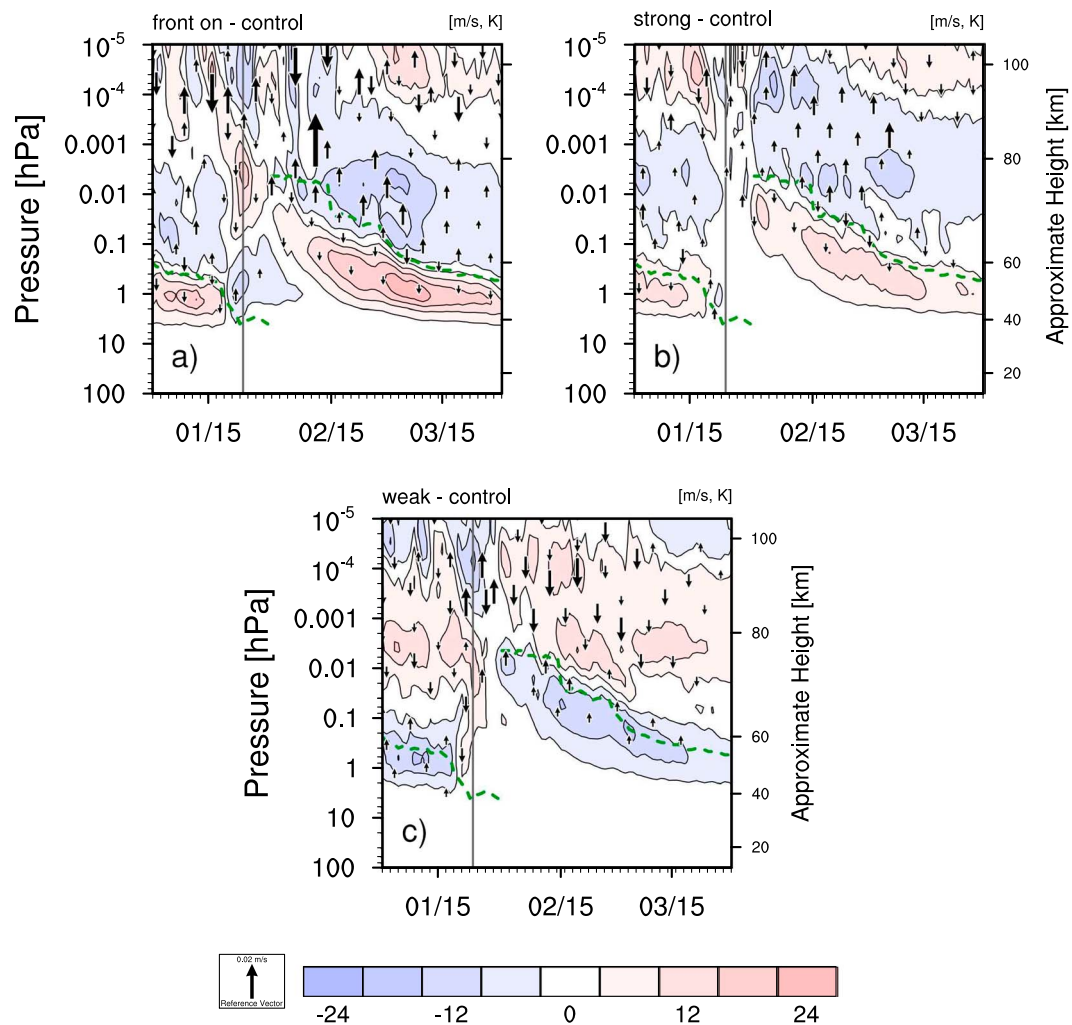 front on - control [m/s, K]
10-5
10-4
0.001
0.01
0.1
1
10
100
Pressure [hPa]
a)
01/15 02/15 03/15
strong - control [m/s, K]
b)
01/15 02/15 03/15
100
80
60
40
20
Approximate Height [km]
weak - control [m/s, K]
10-5
10-4
0.001
0.01
0.1
1
10
100
Pressure [hPa]
c)
01/15 02/15 03/15
100
80
60
40
20
Approximate Height [km]
0.02 m/s
Reference Vector
-24 -12 0 12 24